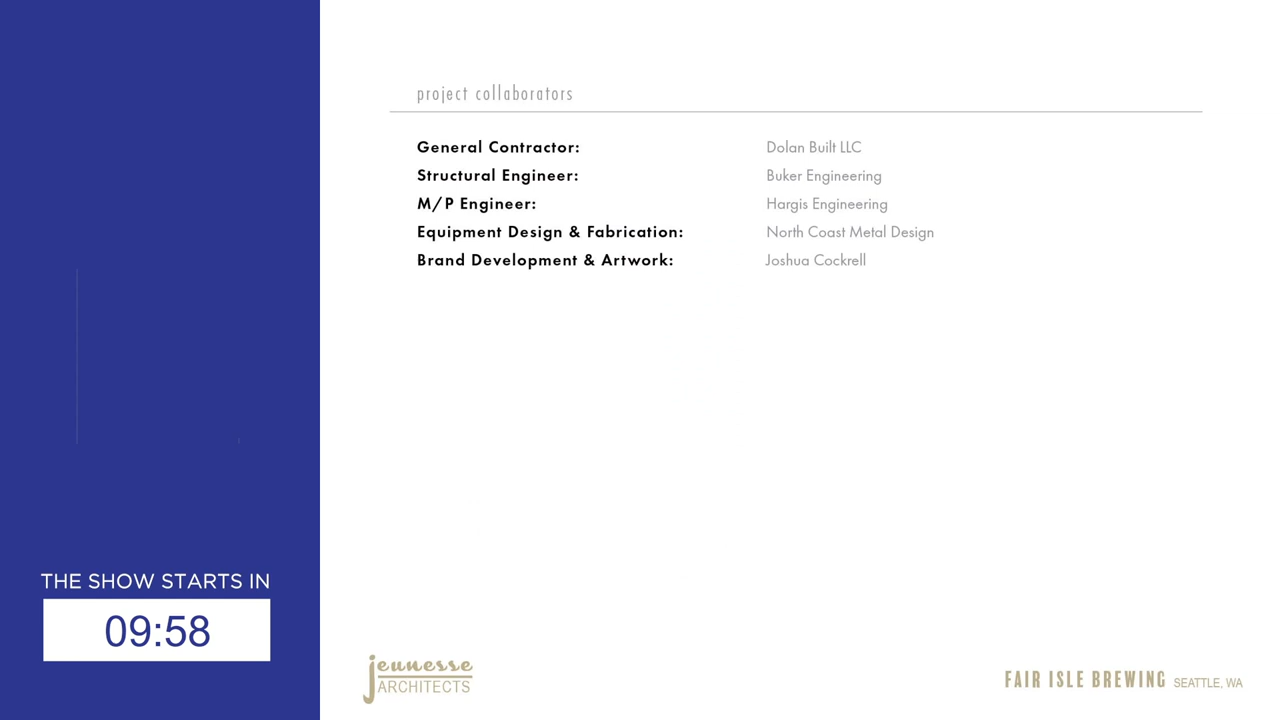 project collaborators
General Contractor: Dolan Built LLC
Structural Engineer: Buker Engineering
M/P Engineer: Hargis Engineering
Equipment Design & Fabrication: North Coast Metal Design
Brand Development & Artwork: Joshua Cockrell
THE SHOW STARTS IN
09:58
jeunesse
ARCHITECTS
FAIR ISLE BREWING SEATTLE, WA